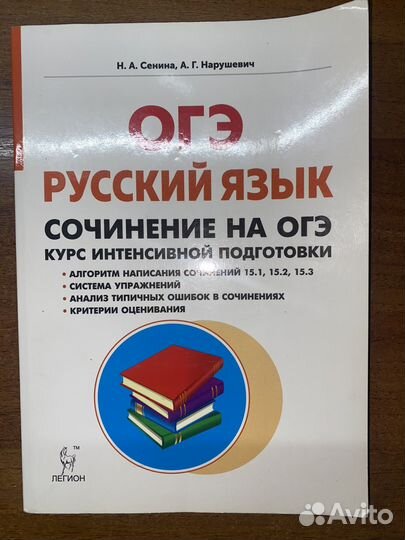 Н. А. Сенина, А. Г. Нарушевич
ОГЭ
РУССКИЙ ЯЗЫК
СОЧИНЕНИЕ НА ОГЭ
КУРС ИНТЕНСИВНОЙ ПОДГОТОВКИ
• АЛГОРИТМ НАПИСАНИЯ СОЧИНЕНИЙ 15.1, 15.2, 15.3
• СИСТЕМА УПРАЖНЕНИЙ
• АНАЛИЗ ТИПИЧНЫХ ОШИБОК В СОЧИНЕНИЯХ
• КРИТЕРИИ ОЦЕНИВАНИЯ
TM
ЛЕГИОН
Avito